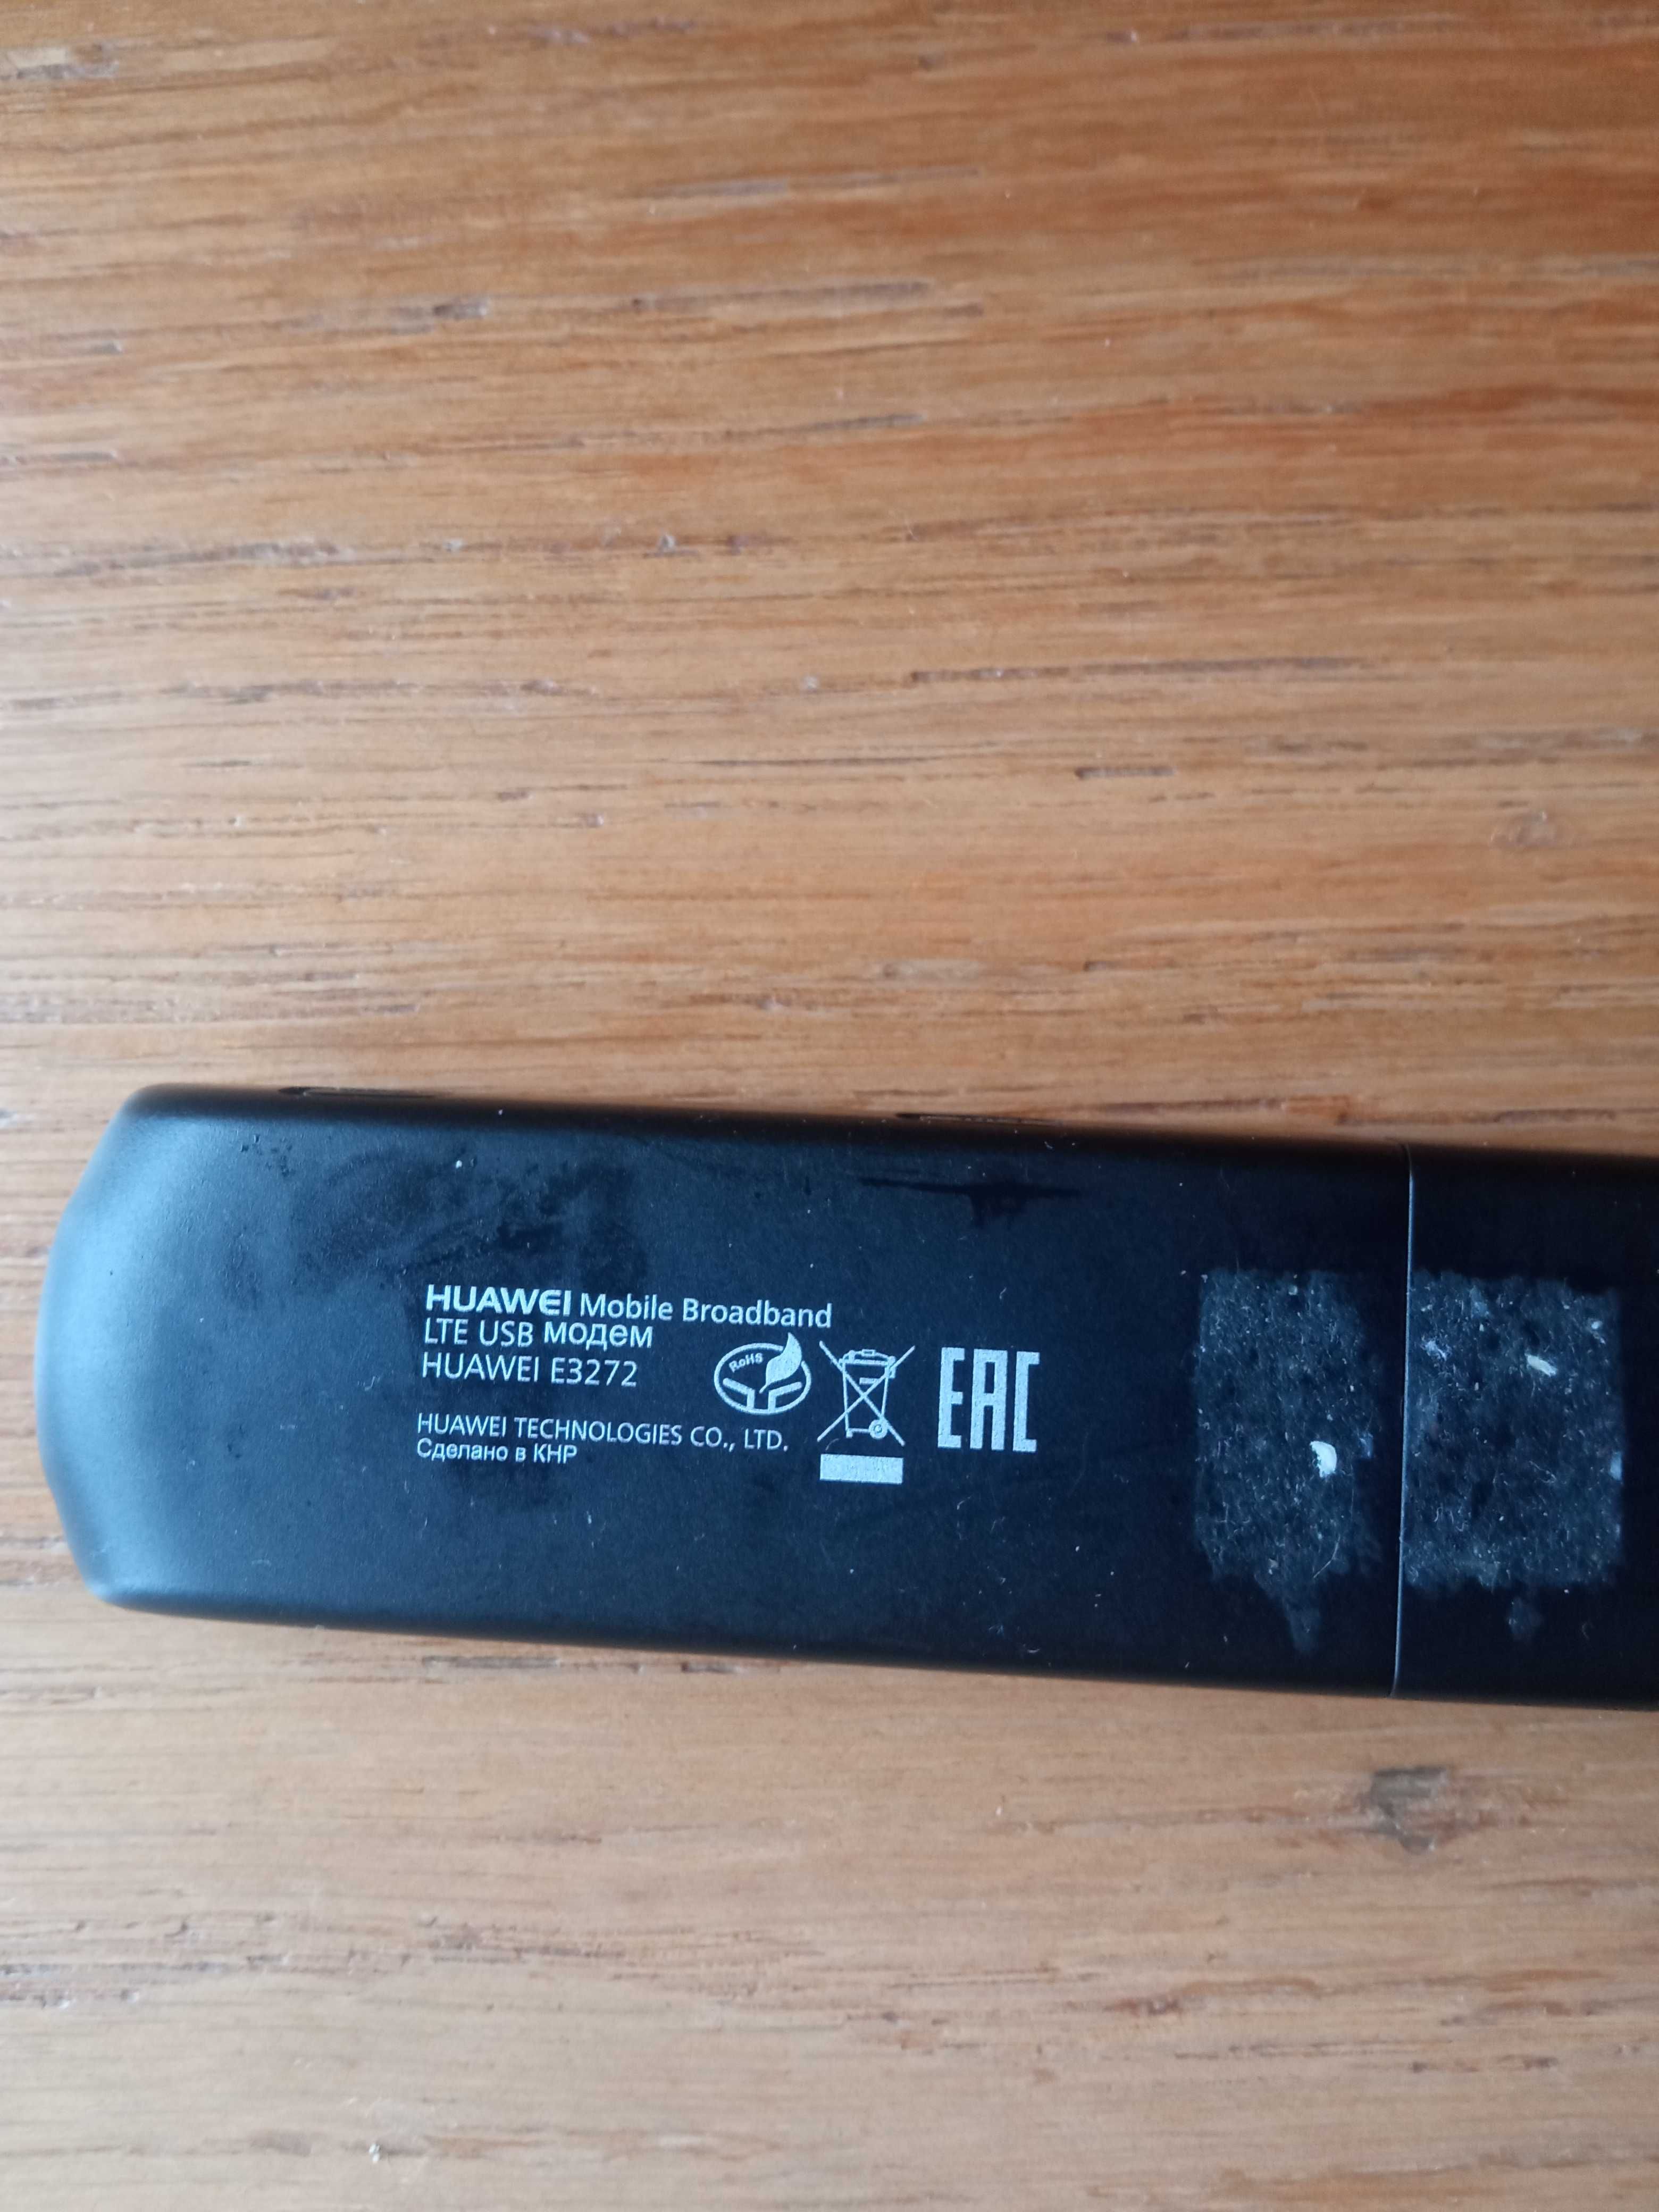 HUAWEI Mobile Broadband
LTE USB модем
HUAWEI E3272
HUAWEI TECHNOLOGIES CO., LTD.
Сделано в КНР
RoHS
EAC